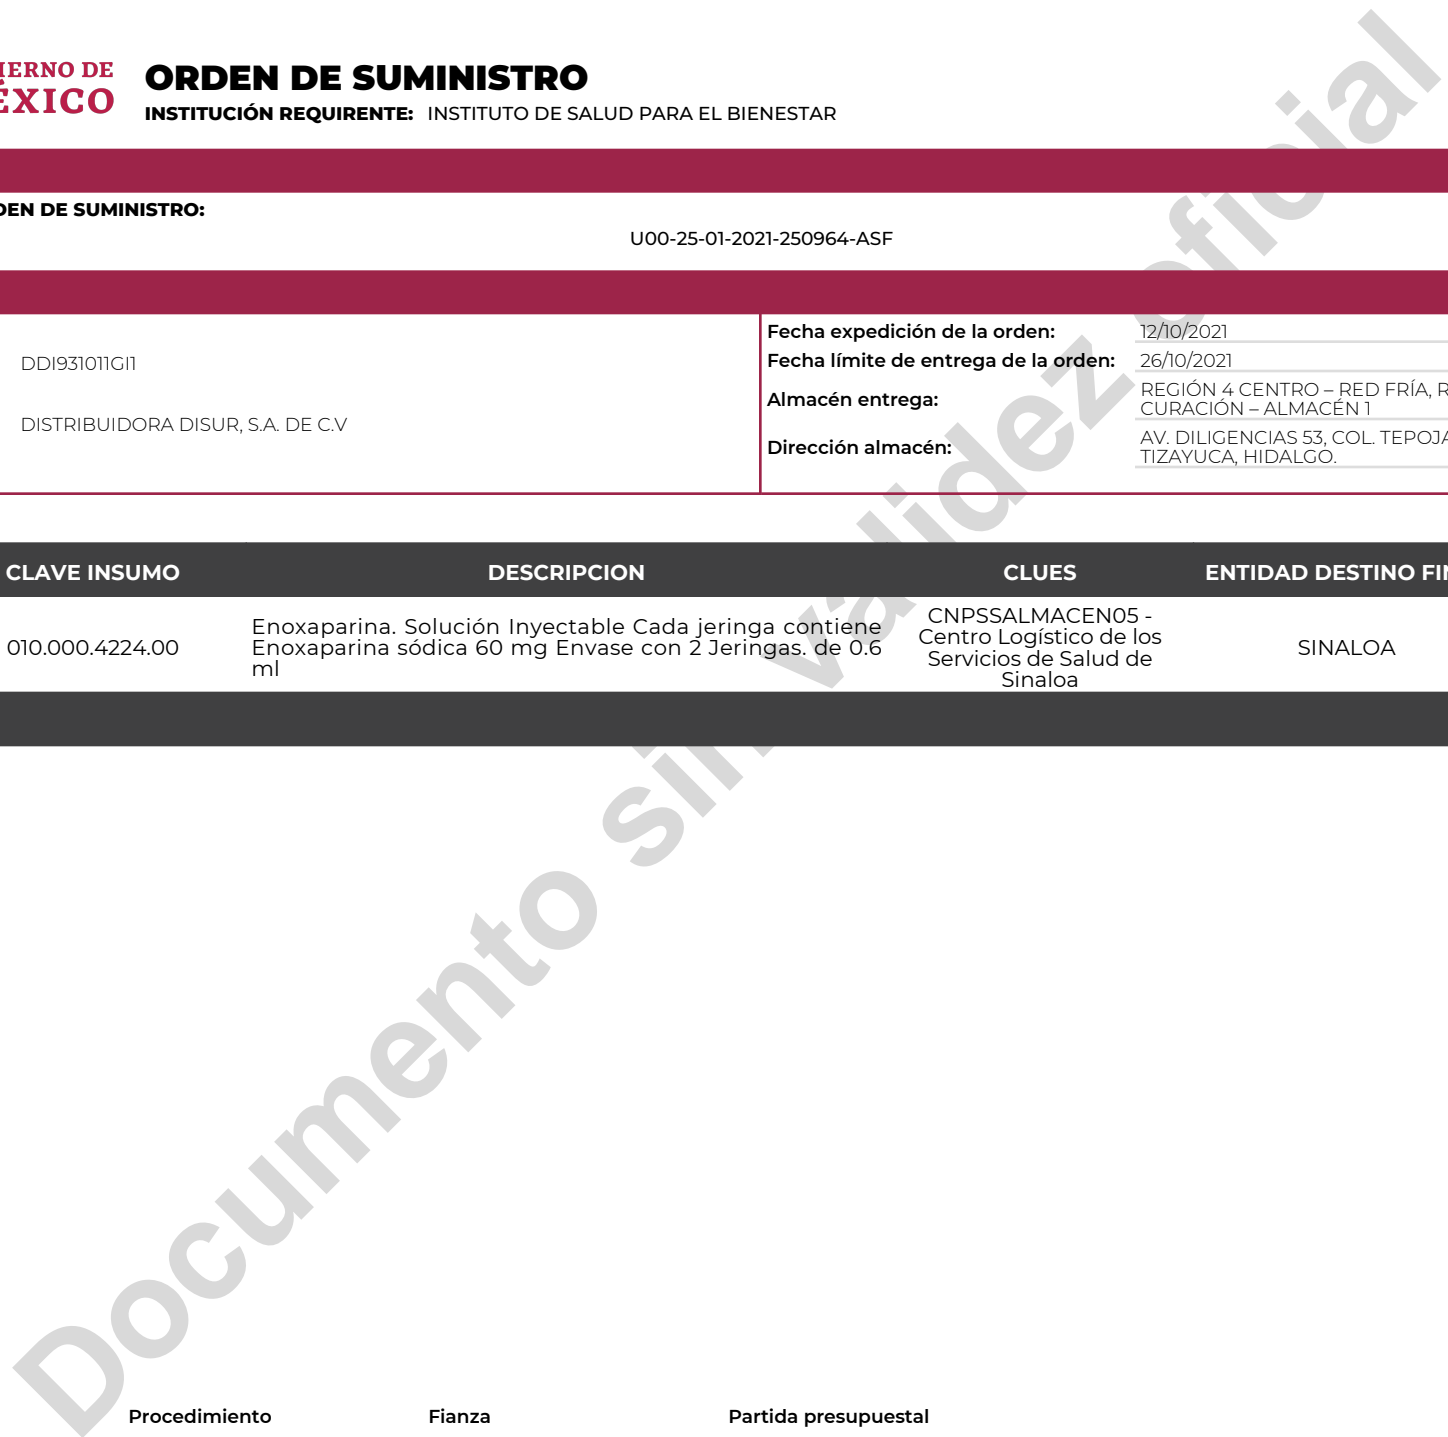 IERNO DE
ÉXICO
ORDEN DE SUMINISTRO
INSTITUCIÓN REQUIRENTE: INSTITUTO DE SALUD PARA EL BIENESTAR
DEN DE SUMINISTRO:
U00-25-01-2021-250964-ASF
DDI931011GI1
DISTRIBUIDORA DISUR, S.A. DE C.V
Fecha expedición de la orden: 12/10/2021
Fecha límite de entrega de la orden: 26/10/2021
Almacén entrega: REGIÓN 4 CENTRO – RED FRÍA, R
CURACIÓN – ALMACÉN 1
Dirección almacén: AV. DILIGENCIAS 53, COL. TEPOJA
TIZAYUCA, HIDALGO.
CLAVE INSUMO DESCRIPCION CLUES ENTIDAD DESTINO FIN
010.000.4224.00
Enoxaparina. Solución Inyectable Cada jeringa contiene
Enoxaparina sódica 60 mg Envase con 2 Jeringas. de 0.6
ml
CNPSSALMACEN05 -
Centro Logístico de los
Servicios de Salud de
Sinaloa
SINALOA
Documento sin validez oficial
Procedimiento Fianza Partida presupuestal